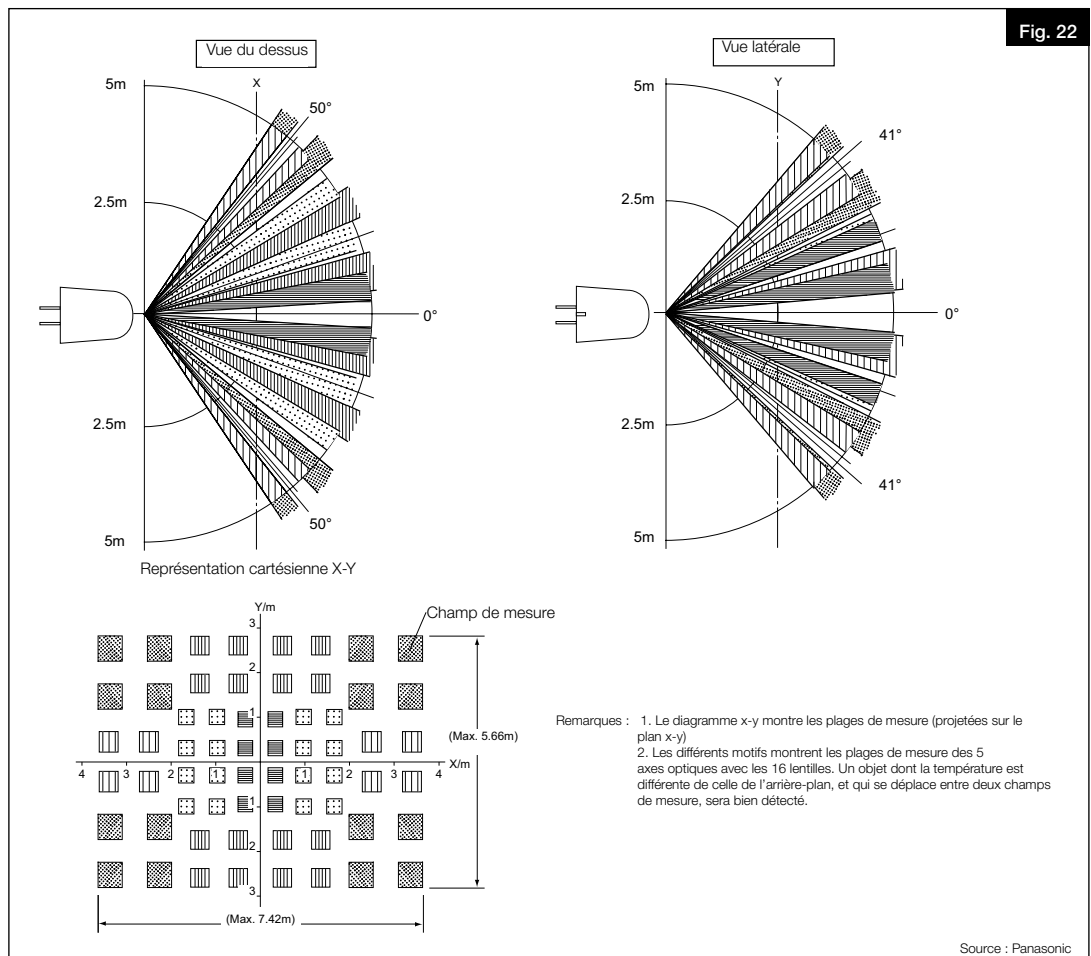 Fig. 22
Vue du dessus
5m
X
50°
2.5m
0°
2.5m
50°
5m
Vue latérale
5m
Y
41°
2.5m
0°
2.5m
41°
5m
Représentation cartésienne X-Y
Y/m
Champ de mesure
3
2
1
(Max. 5.66m)
X/m
4 3 2 1 1 2 3 4
1
2
3
(Max. 7.42m)
Remarques : 1. Le diagramme x-y montre les plages de mesure (projetées sur le
plan x-y)
2. Les différents motifs montrent les plages de mesure des 5
axes optiques avec les 16 lentilles. Un objet dont la température est
différente de celle de l'arrière-plan, et qui se déplace entre deux champs
de mesure, sera bien détecté.
Source : Panasonic